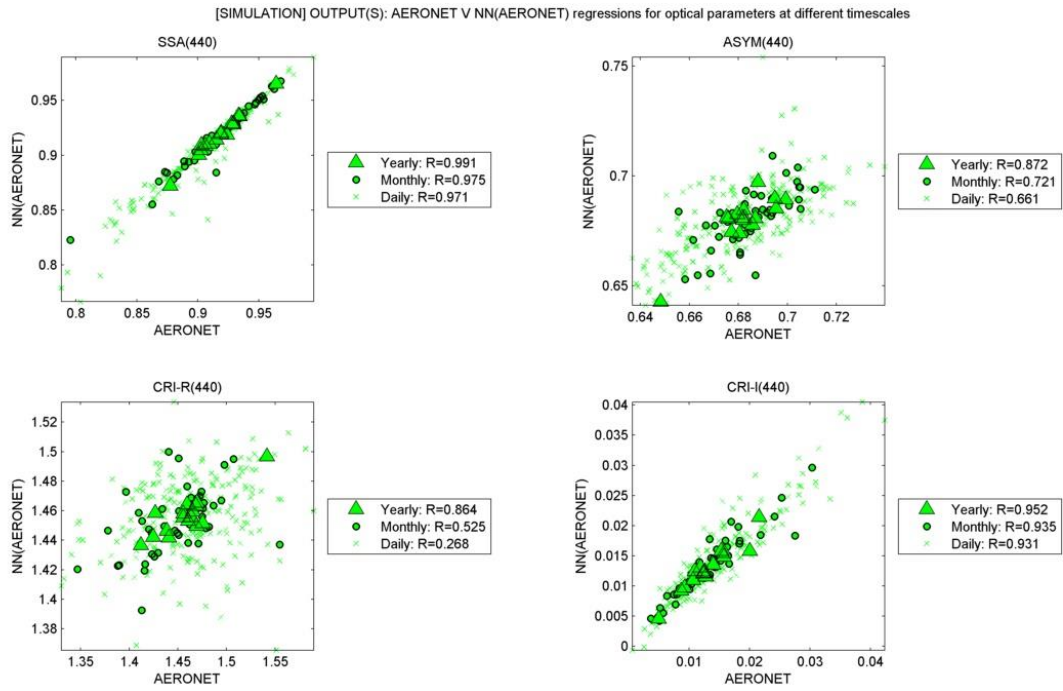 [SIMULATION] OUTPUT(S): AERONET V NN(AERONET) regressions for optical parameters at different timescales
SSA(440)
0.95
0.9
0.85
0.8
NN(AERONET)
0.8 0.85 0.9 0.95
AERONET
Yearly: R=0.991
Monthly: R=0.975
Daily: R=0.971
ASYM(440)
0.75
0.7
0.65
NN(AERONET)
0.64 0.66 0.68 0.7 0.72
AERONET
Yearly: R=0.872
Monthly: R=0.721
Daily: R=0.661
CRI-R(440)
1.52
1.5
1.48
1.46
1.44
1.42
1.4
1.38
NN(AERONET)
1.35 1.4 1.45 1.5 1.55
AERONET
Yearly: R=0.864
Monthly: R=0.525
Daily: R=0.268
CRI-I(440)
0.04
0.035
0.03
0.025
0.02
0.015
0.01
0.005
0
NN(AERONET)
0.01 0.02 0.03 0.04
AERONET
Yearly: R=0.952
Monthly: R=0.935
Daily: R=0.931